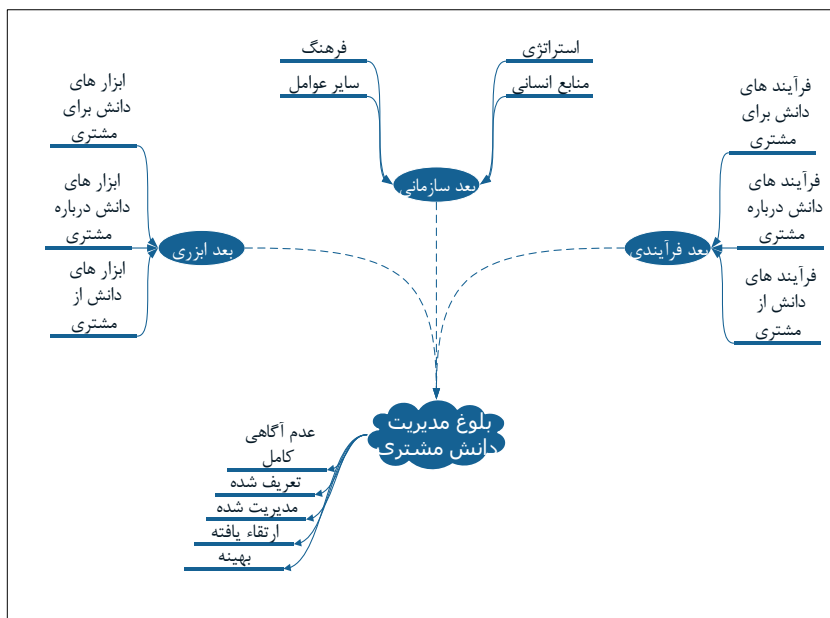 استراتژی
منابع انسانی
فرهنگ
سایر عوامل
بعد سازمانی
فرآیند های
دانش برای
مشتری
فرآیند های
دانش درباره
مشتری
فرآیند های
دانش از
مشتری
بعد فرآیندی
ابزار های
دانش برای
مشتری
ابزار های
دانش درباره
مشتری
ابزار های
دانش از
مشتری
بعد ابزری
بلوغ مدیریت
دانش مشتری
عدم آگاهی
کامل
تعریف شده
مدیریت شده
ارتقاء یافته
بهینه